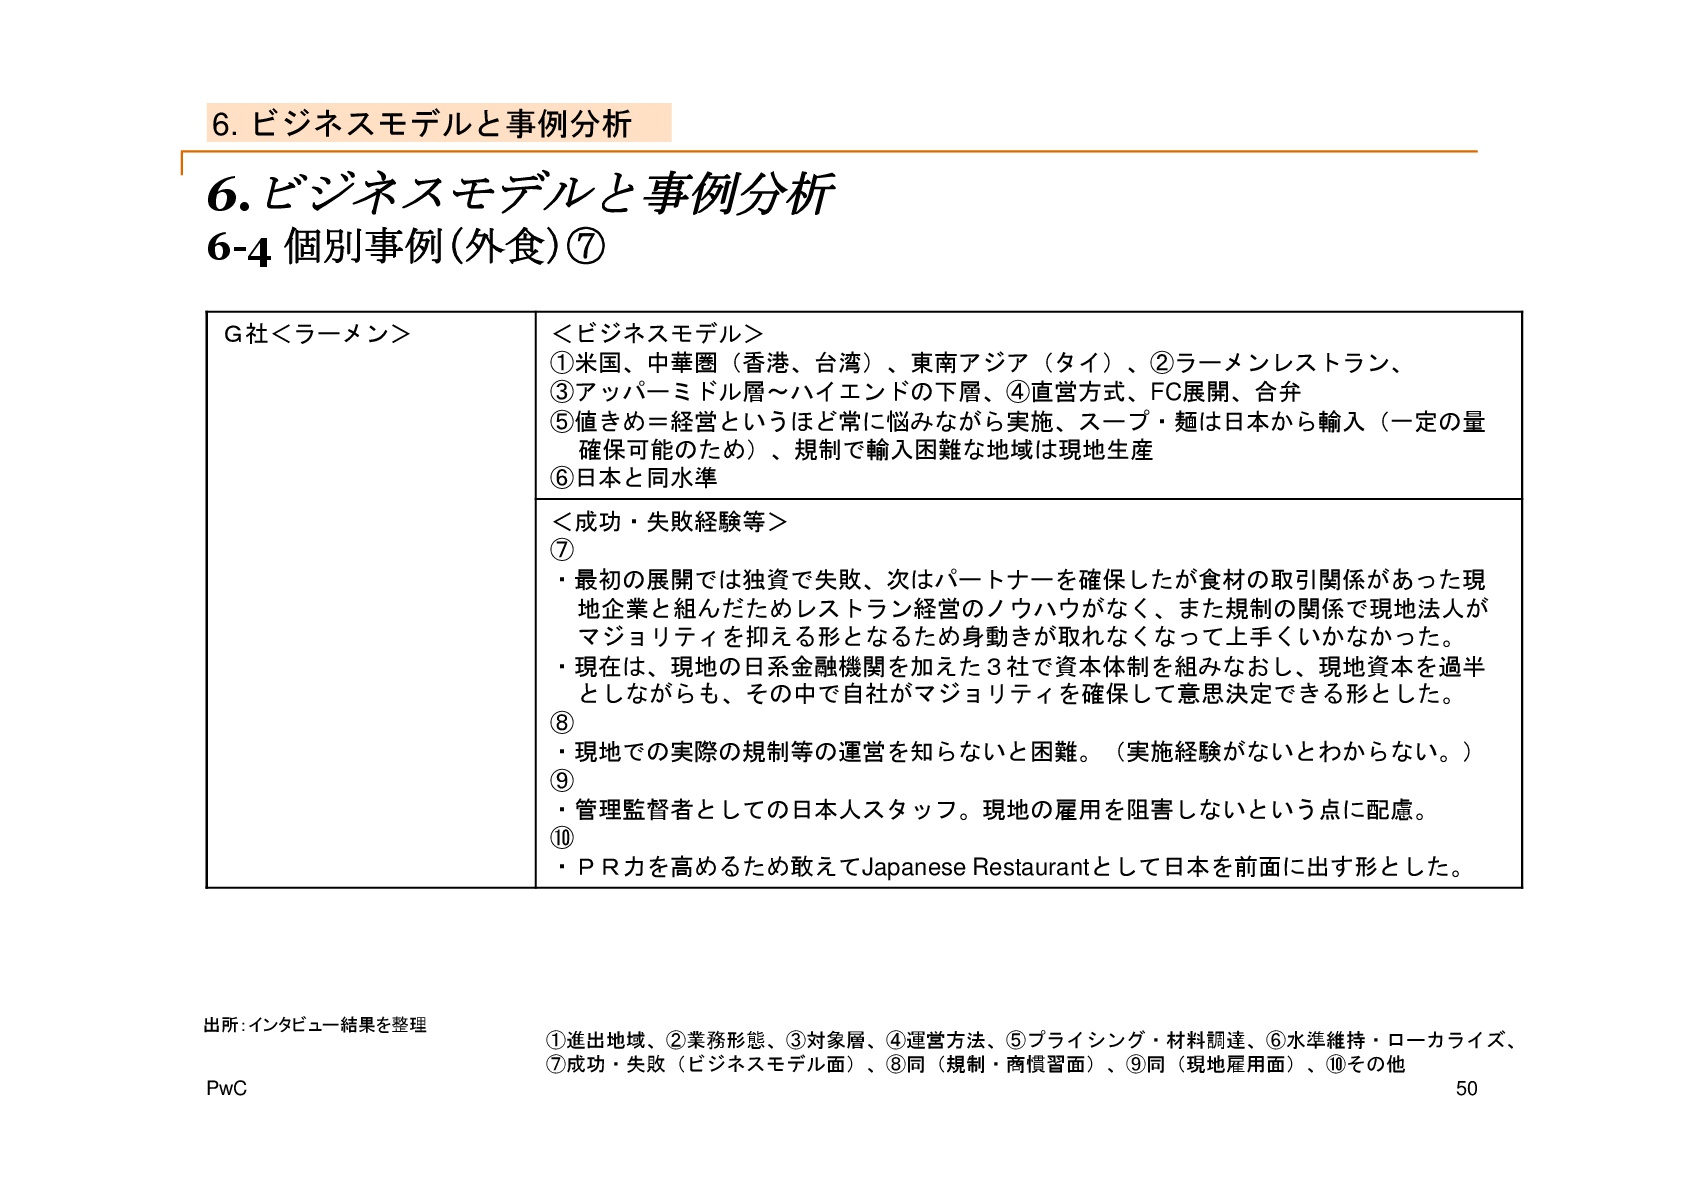 6. ビジネスモデルと事例分析
6. ビジネスモデルと事例分析
6-4 個別事例(外食)⑦
G社＜ラーメン＞
＜ビジネスモデル＞
①米国、中華圏（香港、台湾）、東南アジア（タイ）、②ラーメンレストラン、
③アッパーミドル層～ハイエンドの下層、④直営方式、FC展開、合弁
⑤値きめ＝経営というほど常に悩みながら実施、スープ・麺は日本から輸入（一定の量
確保可能のため）、規制で輸入困難な地域は現地生産
⑥日本と同水準
＜成功・失敗経験等＞
⑦
・最初の展開では独資で失敗、次はパートナーを確保したが食材の取引関係があった現
地企業と組んだためレストラン経営のノウハウがなく、また規制の関係で現地法人が
マジョリティを抑える形となるため身動きが取れなくなって上手くいかなかった。
・現在は、現地の日系金融機関を加えた３社で資本体制を組みなおし、現地資本を過半
としながらも、その中で自社がマジョリティを確保して意思決定できる形とした。
⑧
・現地での実際の規制等の運営を知らないと困難。（実施経験がないとわからない。）
⑨
・管理監督者としての日本人スタッフ。現地の雇用を阻害しないという点に配慮。
⑩
・ＰＲ力を高めるため敢えてJapanese Restaurantとして日本を前面に出す形とした。
出所：インタビュー結果を整理
①進出地域、②業務形態、③対象層、④運営方法、⑤プライシング・材料調達、⑥水準維持・ローカライズ、
⑦成功・失敗（ビジネスモデル面）、⑧同（規制・商慣習面）、⑨同（現地雇用面）、⑩その他
PwC
50